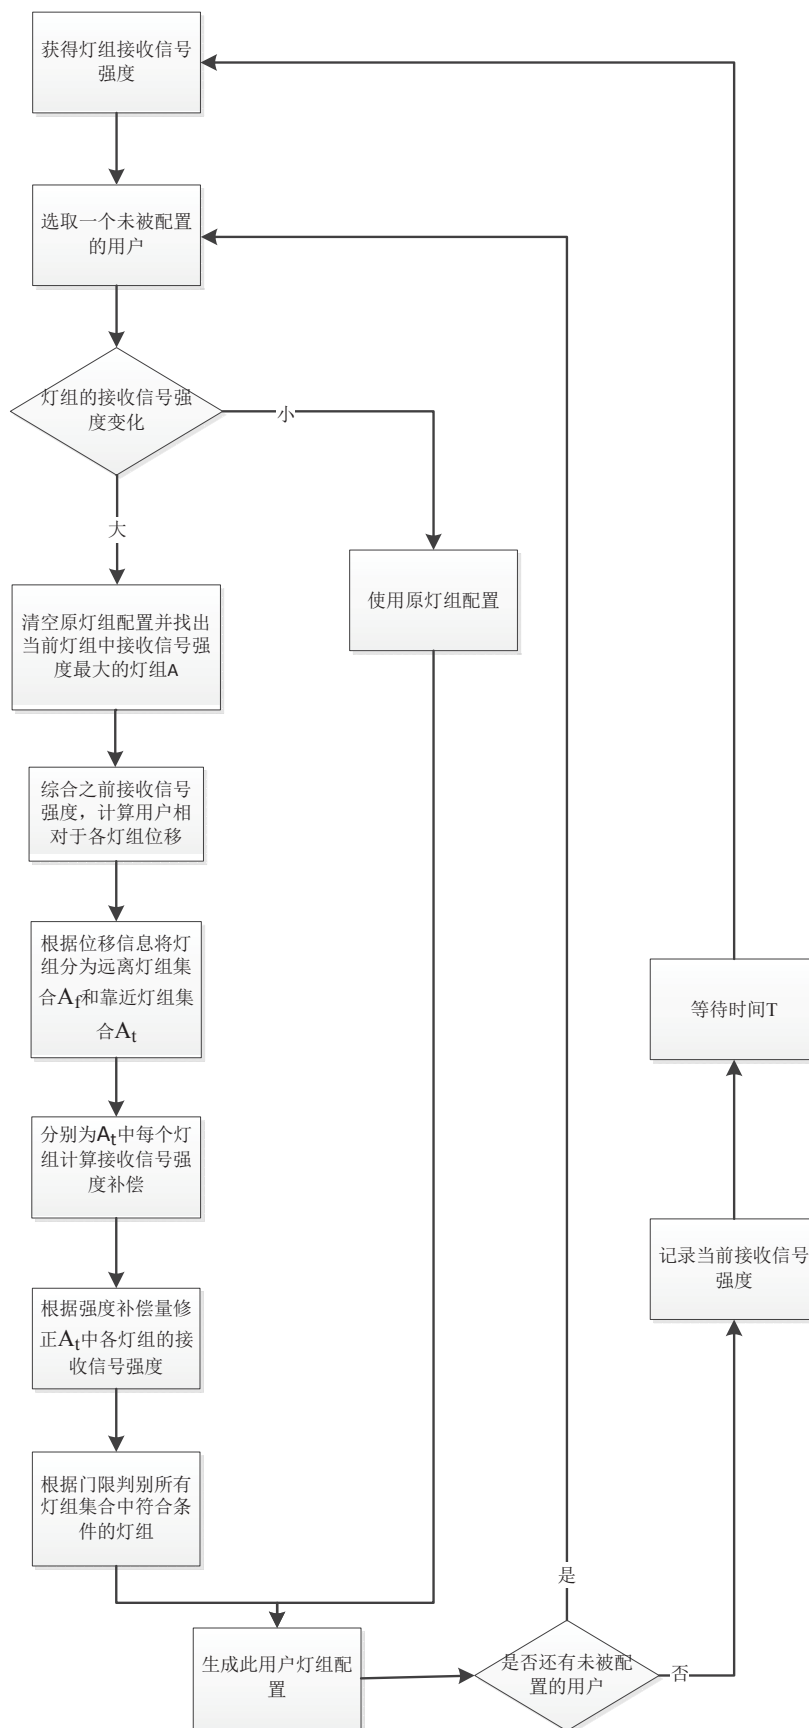 获得灯组接收信号
强度
选取一个未被配置
的用户
灯组的接收信号强
度变化
小
大
使用原灯组配置
清空原灯组配置并找出
当前灯组中接收信号强
度最大的灯组A
综合之前接收信号
强度，计算用户相
对于各灯组位移
根据位移信息将灯
组分为远离灯组集
合Af和靠近灯组集
合At
等待时间T
分别为At中每个灯
组计算接收信号强
度补偿
记录当前接收信号
强度
根据强度补偿量修
正At中各灯组的接
收信号强度
根据门限判别所有
灯组集合中符合条
件的灯组
是
生成此用户灯组配
置
是否还有未被配
置的用户
否